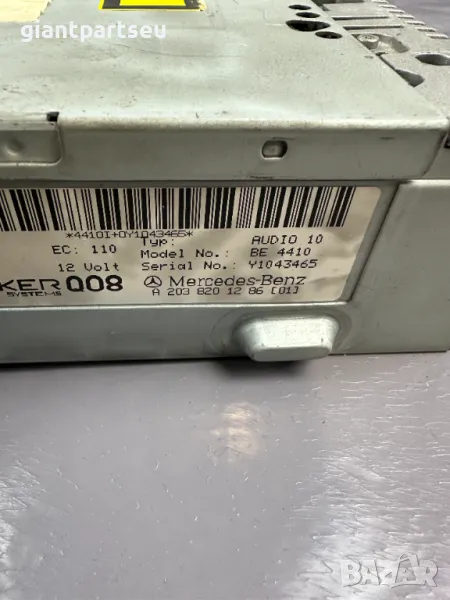 giantpartseu
*4410I+0Y1043465*
Typ: AUDIO 10
EC: 110 Model No.: BE 4410
12 Volt Serial No.: Y1043465
KER 008 Mercedes-Benz
SYSTEMS A 203 820 12 86 [01]
BAZAR